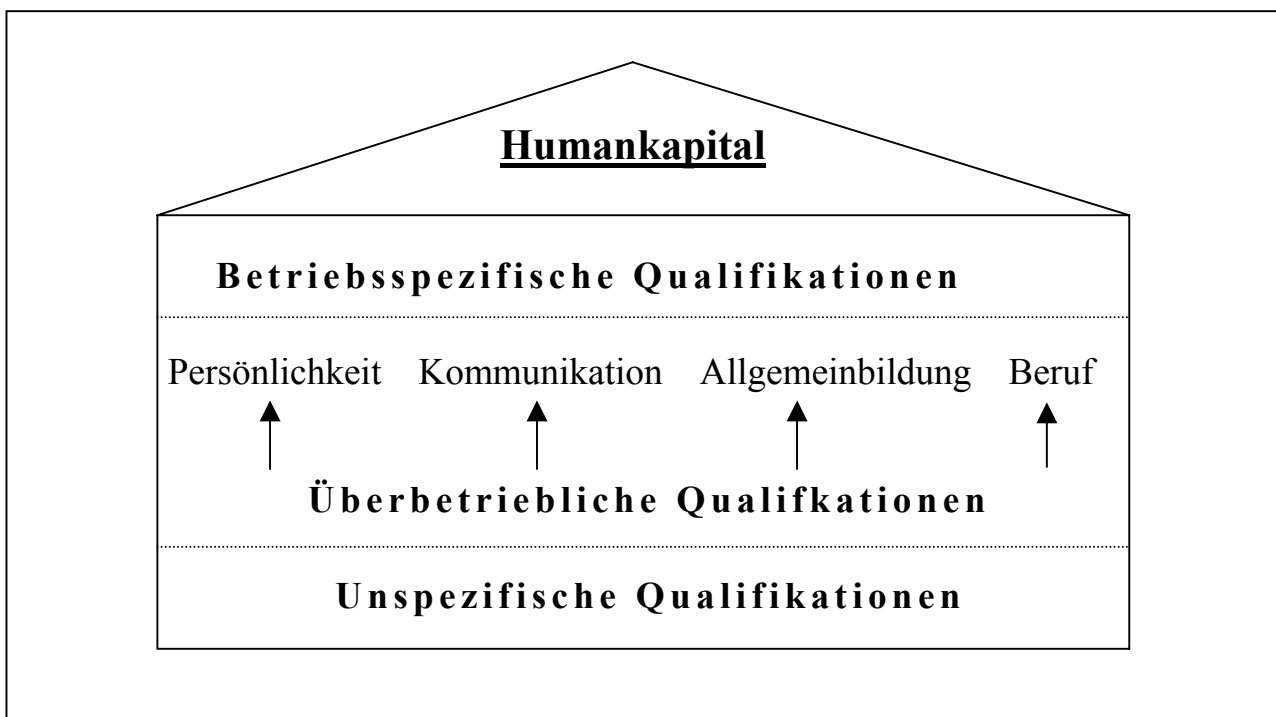 Humankapital
Betriebsspezifische Qualifikationen
Persönlichkeit Kommunikation Allgemeinbildung Beruf
Überbetriebliche Qualifkationen
Unspezifische Qualifikationen